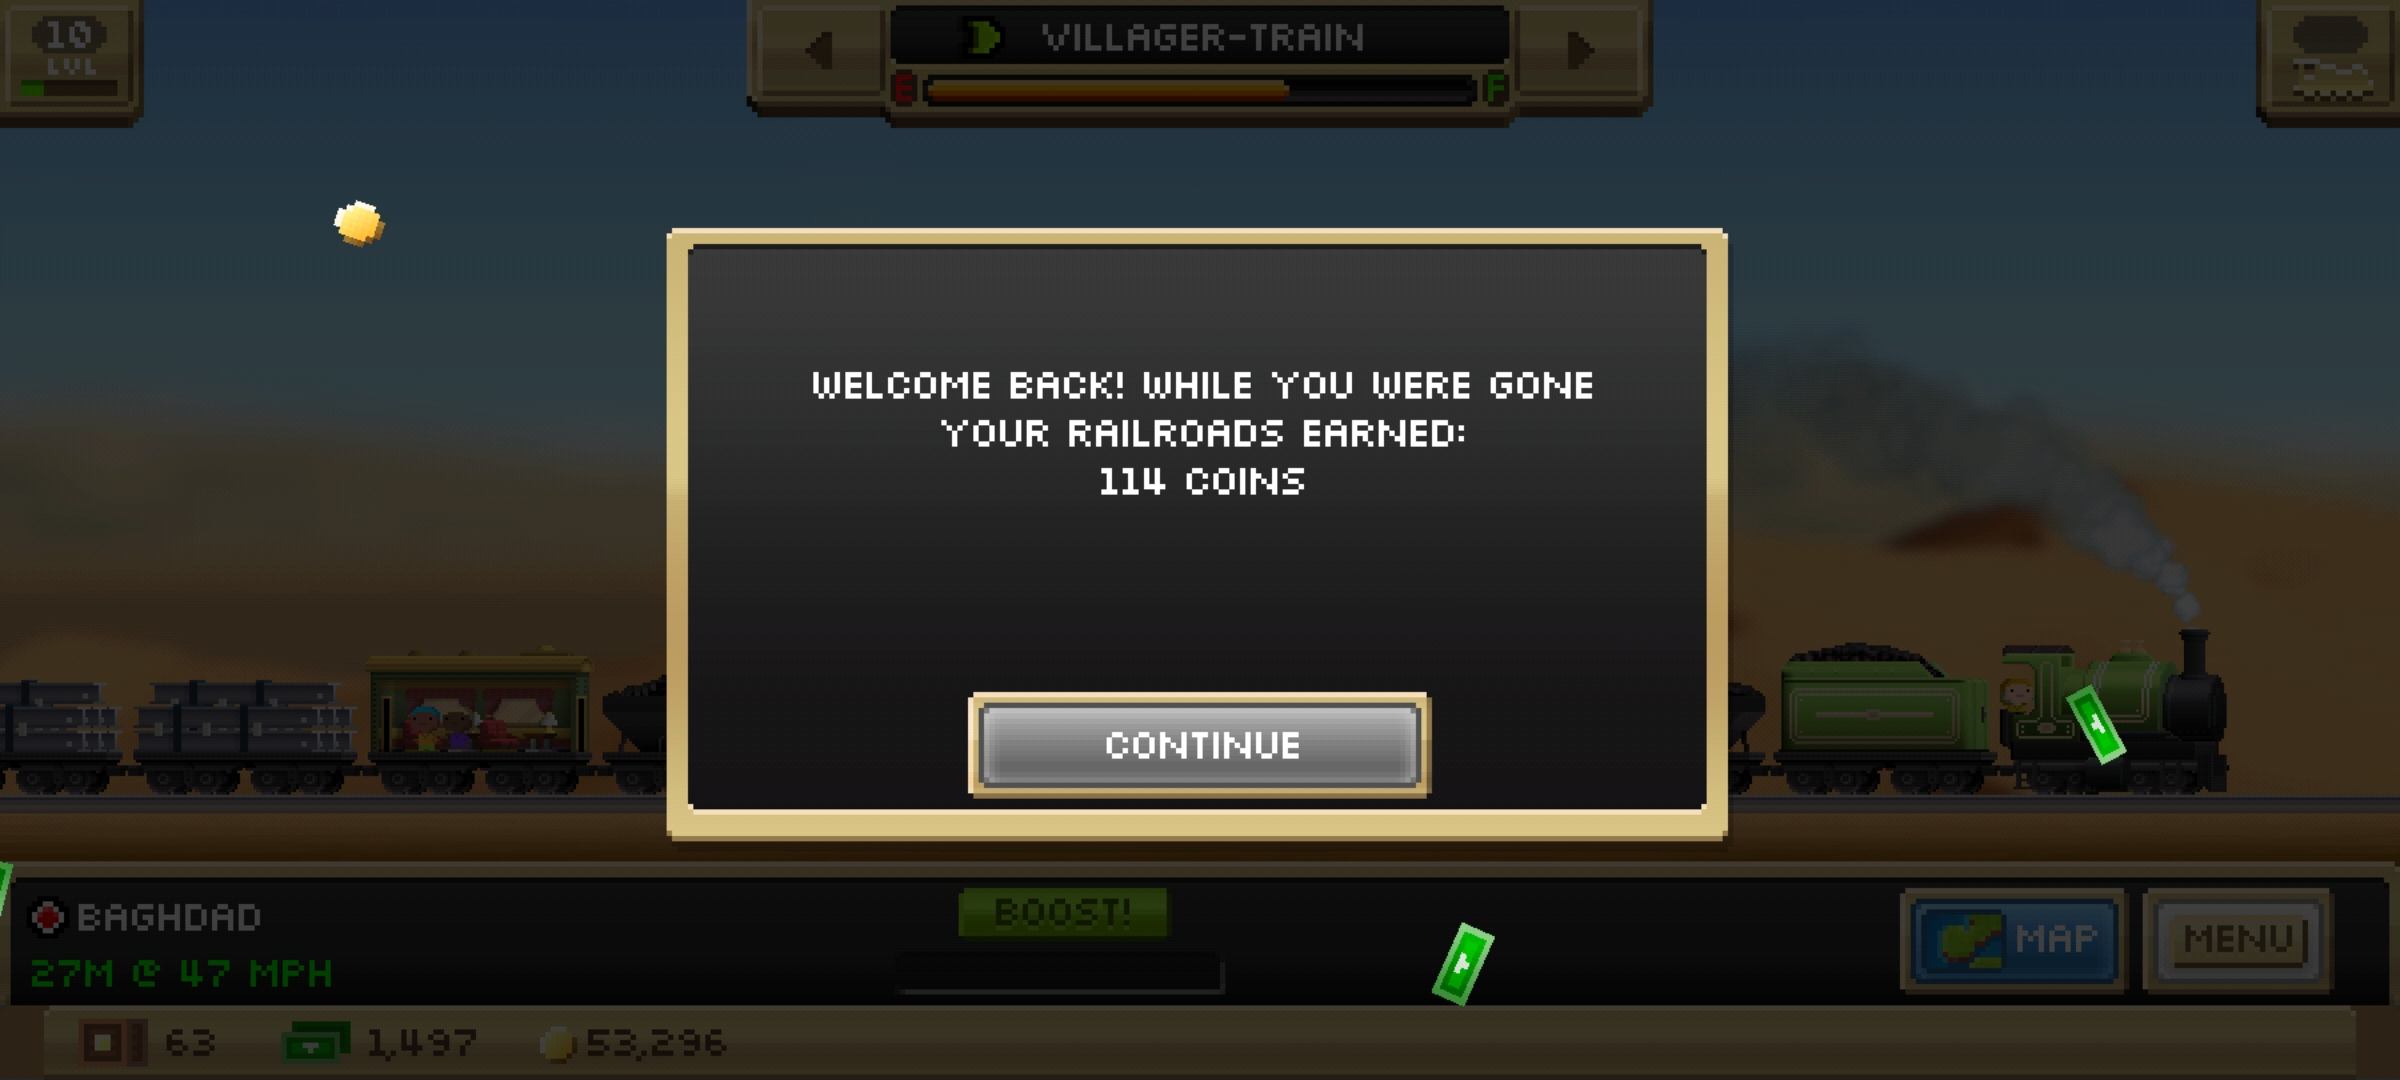 10
LVL
VILLAGER-TRAIN
E F
WELCOME BACK! WHILE YOU WERE GONE
YOUR RAILROADS EARNED:
114 COINS
CONTINUE
BAGHDAD
27M @ 47 MPH
BOOST!
MAP
MENU
63 1,497 53,296